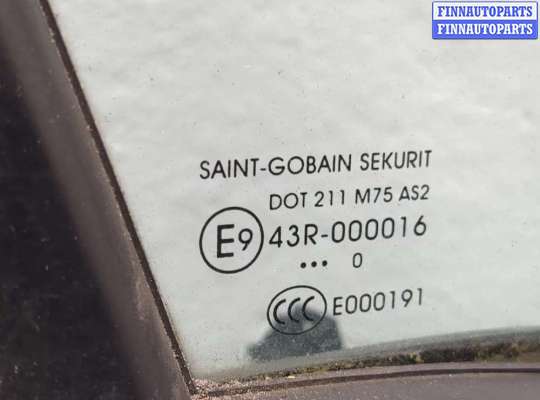 FINNAUTOPARTS
FINNAUTOPARTS
SAINT-GOBAIN SEKURIT
DOT 211 M75 AS2
E9 43R-000016
... 0
CCC E000191